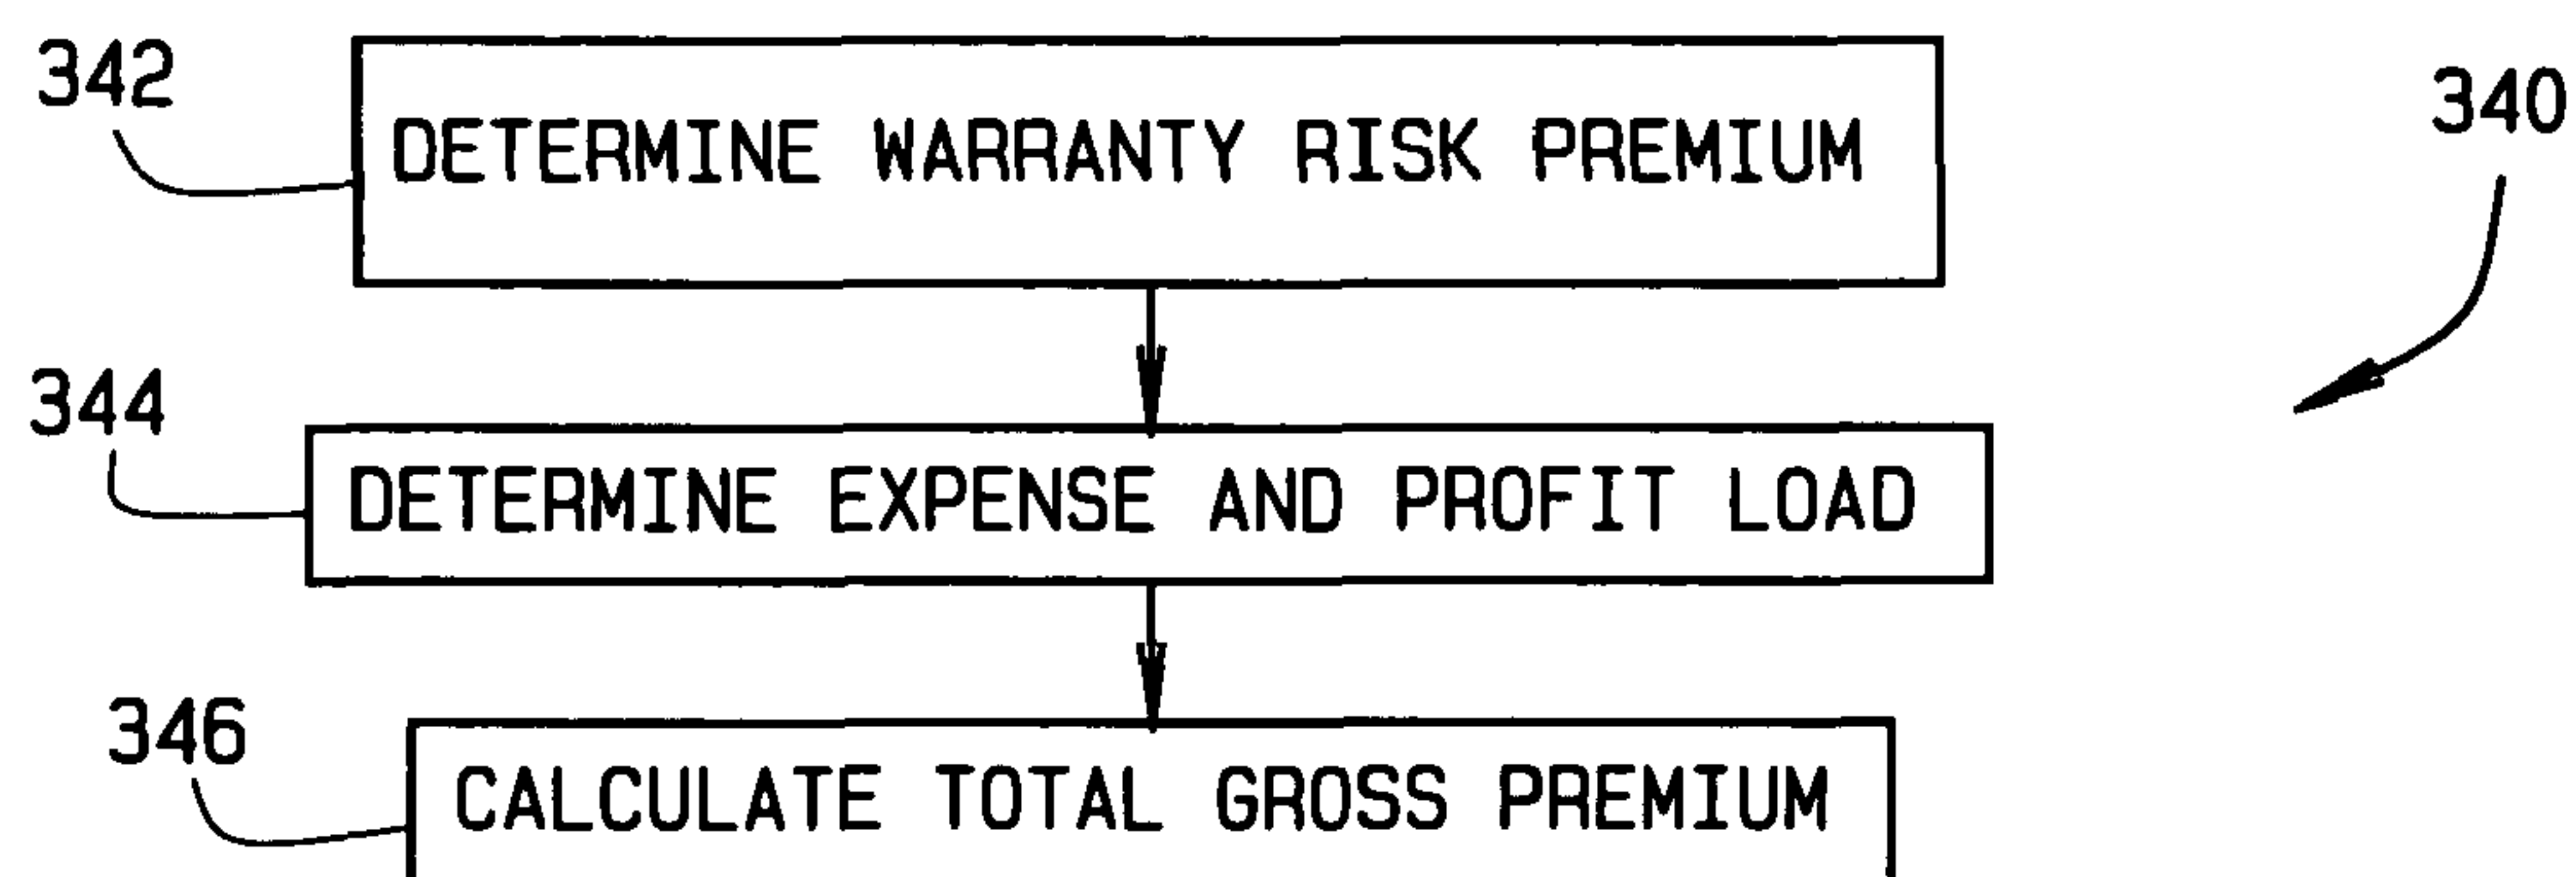 342
DETERMINE WARRANTY RISK PREMIUM
340
344
DETERMINE EXPENSE AND PROFIT LOAD
346
CALCULATE TOTAL GROSS PREMIUM